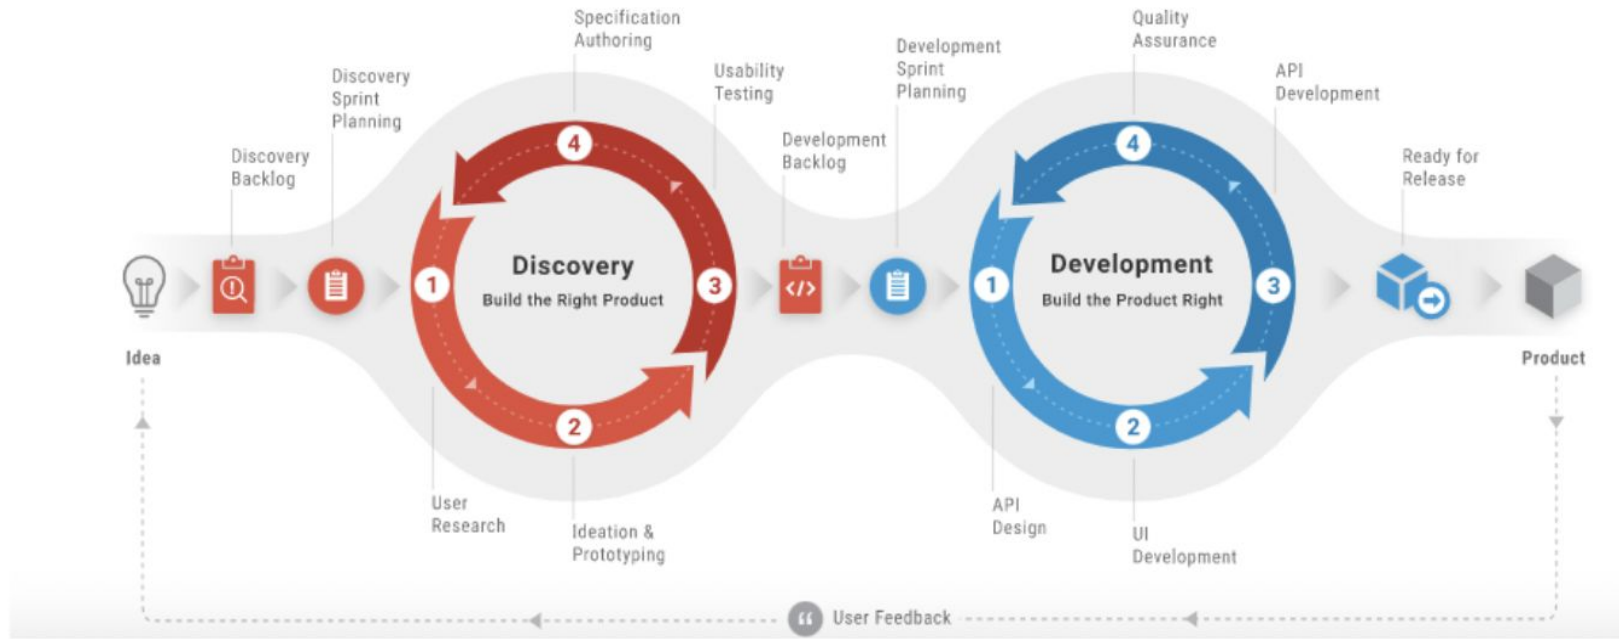 Specification
Authoring
Quality
Assurance
Development
Sprint
Planning
Discovery
Sprint
Planning
Usability
Testing
API
Development
Development
Backlog
Discovery
Backlog
Ready for
Release
4
4
Discovery
Build the Right Product
Development
Build the Product Right
1
3
</>
1
3
Idea
Product
2
2
User
Research
Ideation &
Prototyping
API
Design
UI
Development
User Feedback